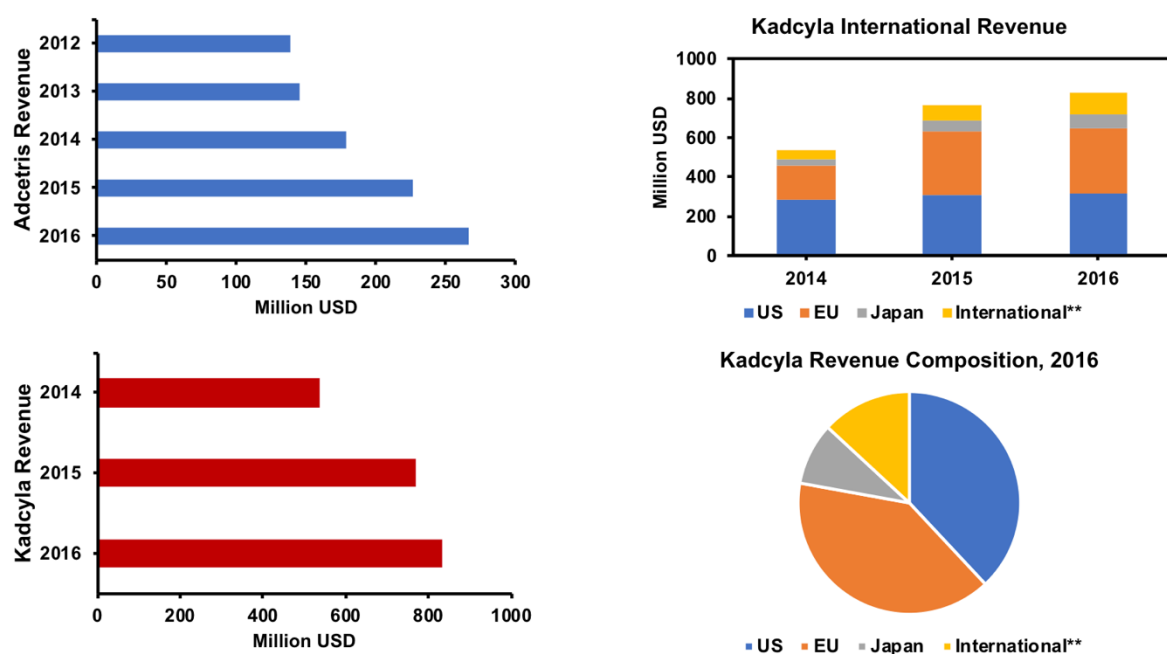 Adcetris Revenue
2012
2013
2014
2015
2016
0 50 100 150 200 250 300
Million USD
Kadcyla International Revenue
Million USD
1000
800
600
400
200
0
2014 2015 2016
US EU Japan International**
Kadcyla Revenue
2014
2015
2016
0 200 400 600 800 1000
Million USD
Kadcyla Revenue Composition, 2016
US EU Japan International**